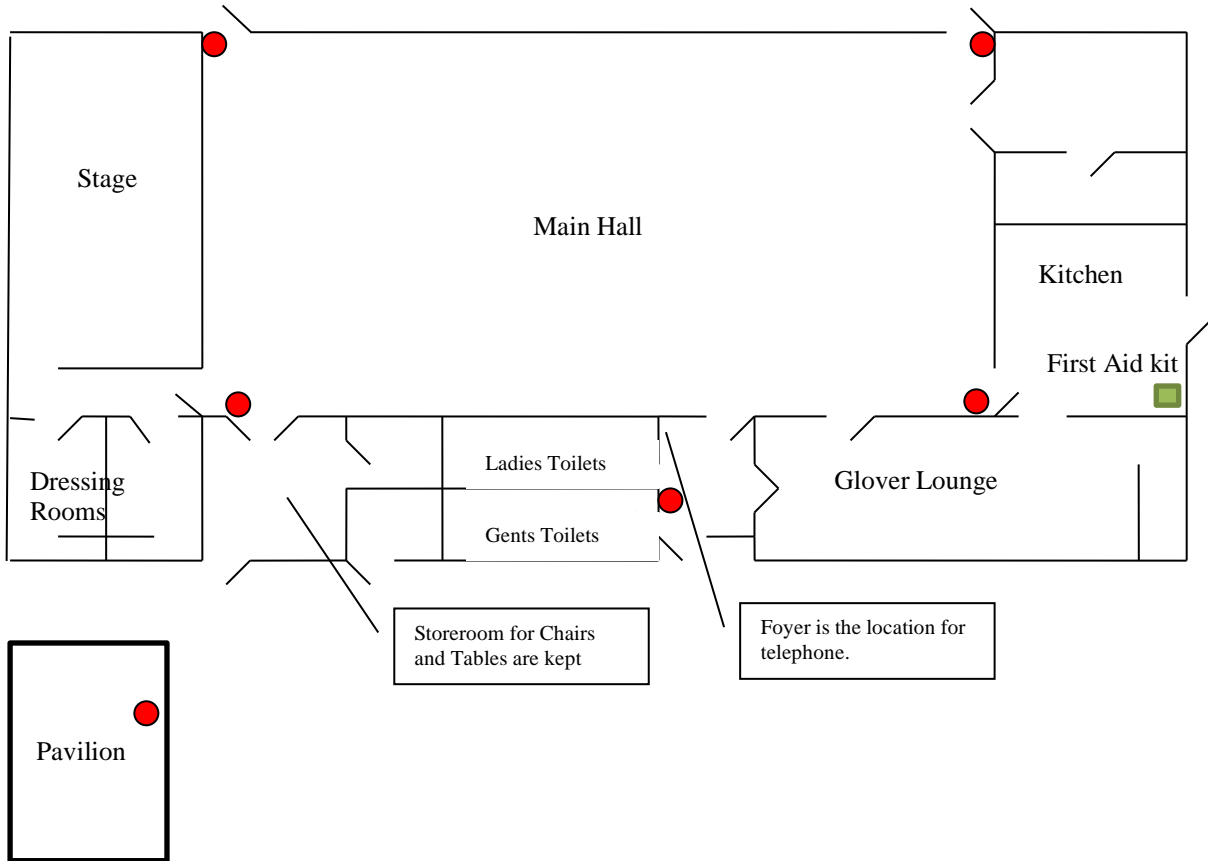 Stage
Main Hall
Kitchen
First Aid kit
Ladies Toilets
Dressing
Rooms
Glover Lounge
Gents Toilets
Storeroom for Chairs
and Tables are kept
Foyer is the location for
telephone.
Pavilion